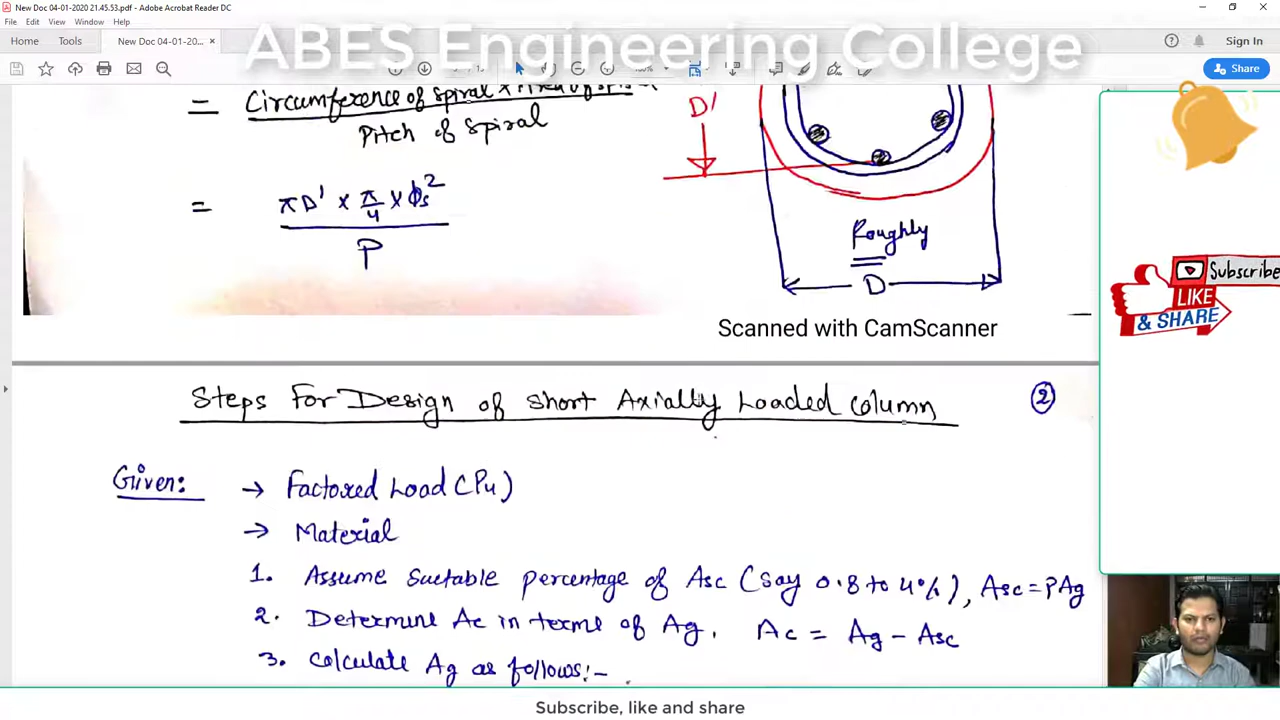 New Doc 04-01-2020 21.45.53.pdf - Adobe Acrobat Reader DC
File Edit View Window Help
Home Tools New Doc 04-01-20... × Sign In
ABES Engineering College
Share
= Circumference of spiral x
Pitch of Spiral
= πD' x π/4 x ϕs²
P
D'
Roughly
D
Scanned with CamScanner
Subscribe
LIKE
& SHARE
Steps For Design of Short Axially Loaded column
2
Given: → Factored Load (Pu)
→ Material
1. Assume Suctable percentage of Asc (Say 0.8 to 4%), Asc = PAg
2. Determine Ac in terms of Ag. Ac = Ag - Asc
3. Calculate Ag as follows:-
Subscribe, like and share